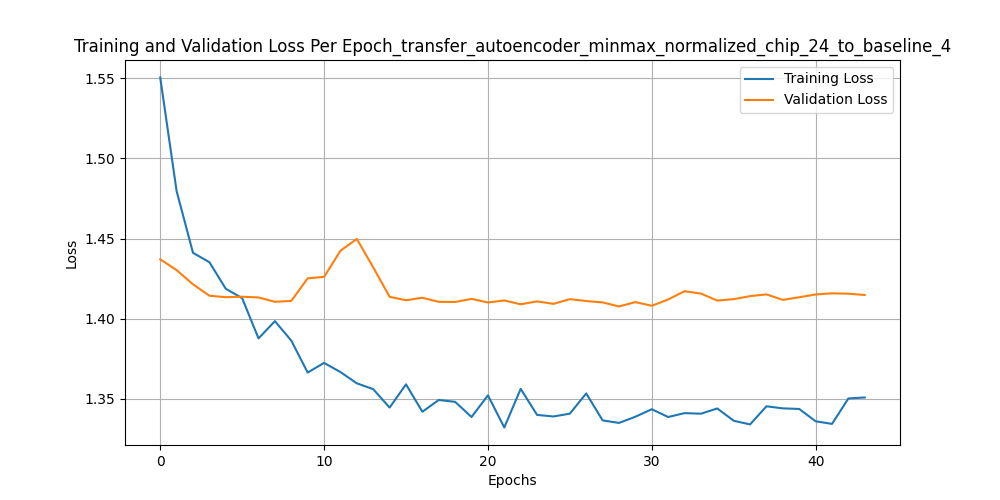 Training and Validation Loss Per Epoch_transfer_autoencoder_minmax_normalized_chip_24_to_baseline_4
Training Loss
Validation Loss
1.55
1.50
1.45
1.40
1.35
Loss
0 10 20 30 40
Epochs